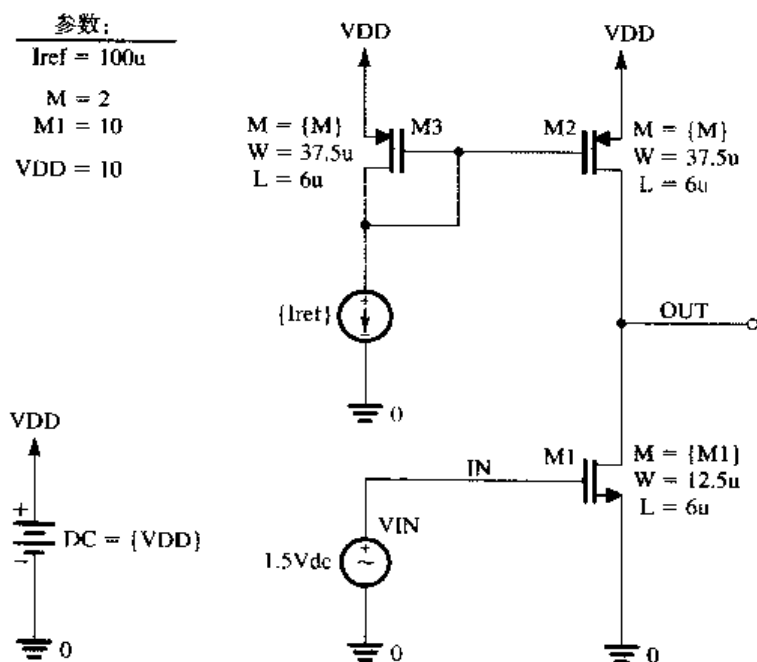 参数:
Iref = 100u
M = 2
M1 = 10
VDD = 10
VDD
VDD
M3
M = {M}
W = 37.5u
L = 6u
M2
M = {M}
W = 37.5u
L = 6u
{Iref}
0
OUT
VDD
DC = {VDD}
0
IN
VIN
1.5Vdc
0
M1
M = {M1}
W = 12.5u
L = 6u
0